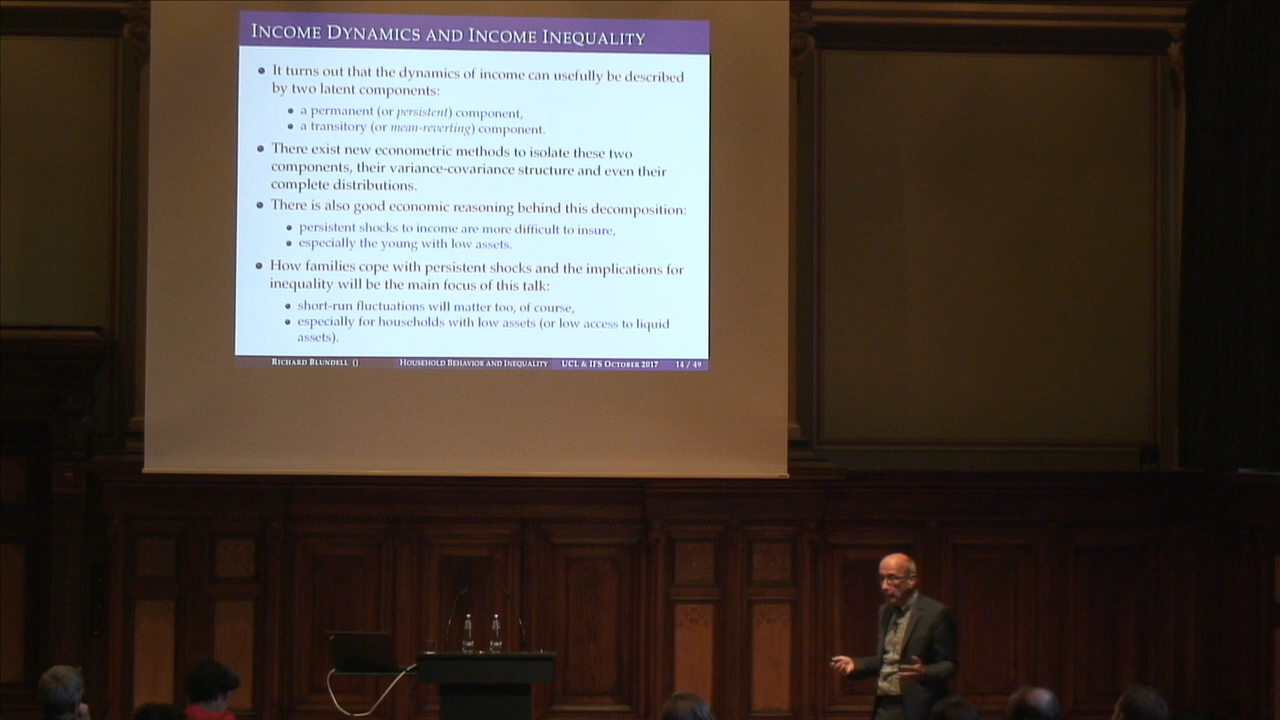 INCOME DYNAMICS AND INCOME INEQUALITY
It turns out that the dynamics of income can usefully be described
by two latent components:
a permanent (or persistent) component,
a transitory (or mean-reverting) component.
There exist new econometric methods to isolate these two
components, their variance-covariance structure and even their
complete distributions.
There is also good economic reasoning behind this decomposition:
persistent shocks to income are more difficult to insure,
especially the young with low assets.
How families cope with persistent shocks and the implications for
inequality will be the main focus of this talk:
short-run fluctuations will matter too, of course,
especially for households with low assets (or low access to liquid
assets).
RICHARD BLUNDELL () HOUSEHOLD BEHAVIOR AND INEQUALITY UCL & IFS OCTOBER 2017 14 / 49